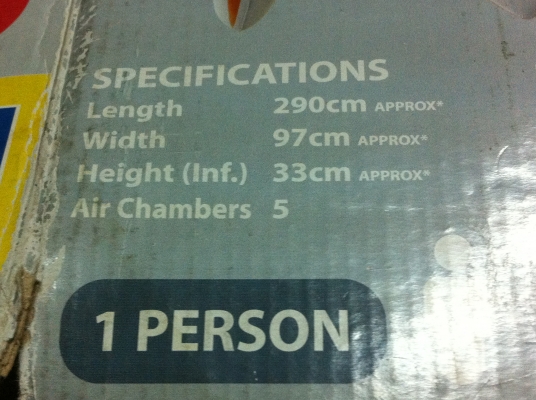 SPECIFICATIONS
Length 290cm APPROX*
Width 97cm APPROX*
Height (Inf.) 33cm APPROX*
Air Chambers 5
1 PERSON